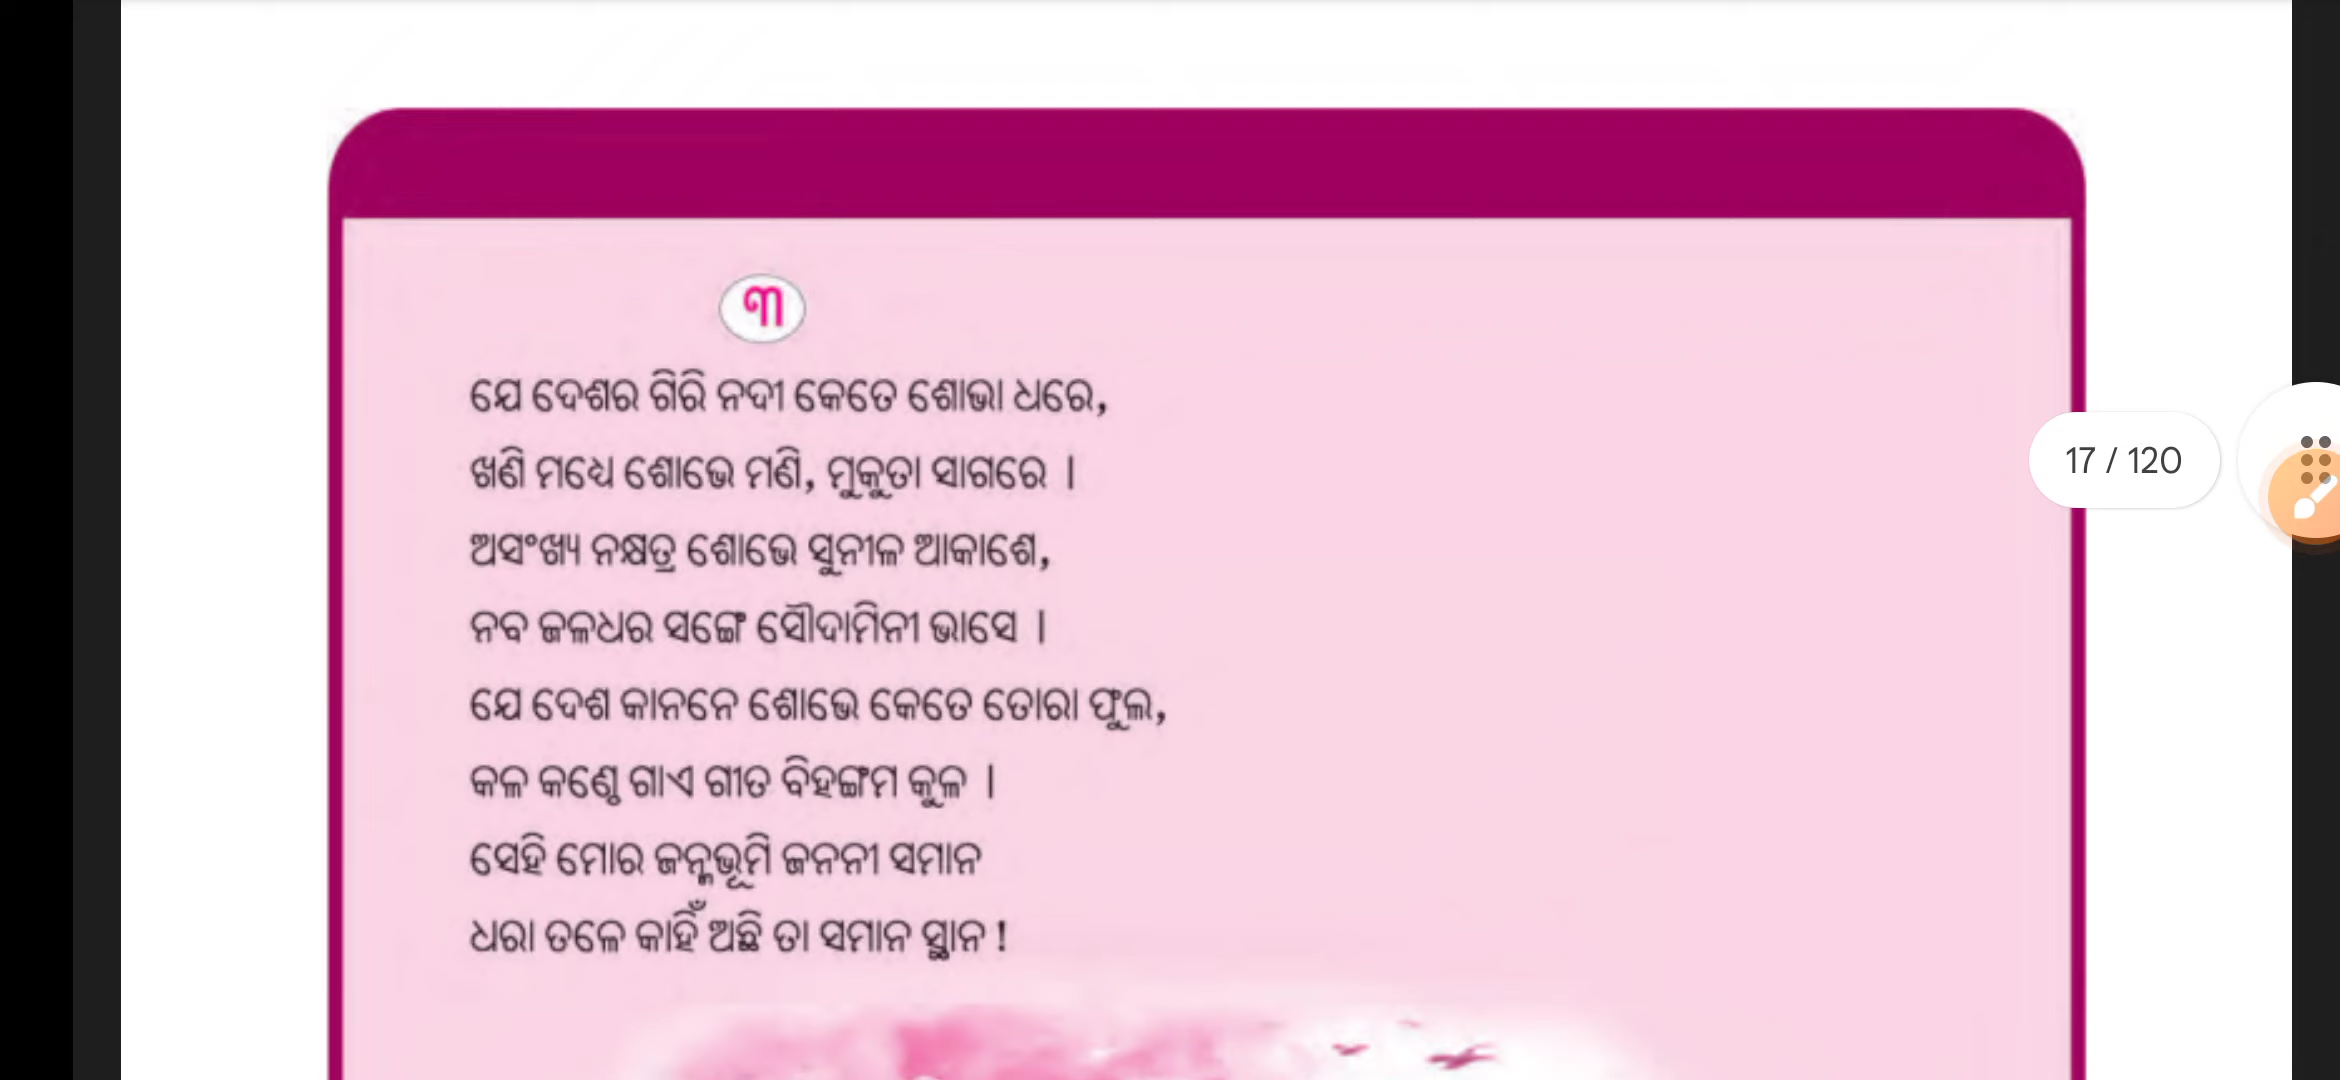 ୩
ଯେ ଦେଶର ଗିରି ନଦୀ କେତେ ଶୋଭା ଧରେ,
ଖଣି ମଧ୍ୟେ ଶୋଭେ ମଣି, ମୁକୁତା ସାଗରେ ।
ଅସଂଖ୍ୟ ନକ୍ଷତ୍ର ଶୋଭେ ସୁନୀଳ ଆକାଶେ,
17 / 120
ନବ ଜଳଧର ସଙ୍ଗେ ସୌଦାମିନୀ ଭାସେ ।
ଯେ ଦେଶ କାନନେ ଶୋଭେ କେତେ ତୋରା ଫୁଲ,
କଳ କଣ୍ଠେ ଗାଏ ଗୀତ ବିହଙ୍ଗମ କୁଳ ।
ସେହି ମୋର ଜନ୍ମଭୂମି ଜନନୀ ସମାନ
ଧରା ତଳେ କାହିଁ ଅଛି ତା ସମାନ ସ୍ଥାନ !